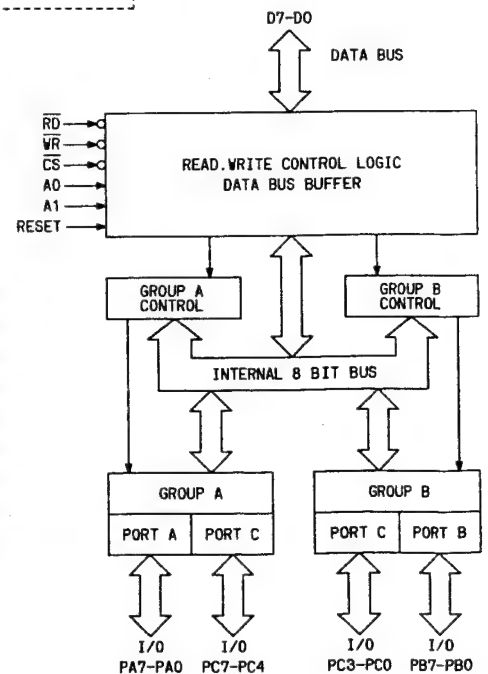 D7-D0
DATA BUS
RD
WR
CS
A0
A1
RESET
READ.WRITE CONTROL LOGIC
DATA BUS BUFFER
GROUP A
CONTROL
GROUP B
CONTROL
INTERNAL 8 BIT BUS
GROUP A
PORT A
PORT C
GROUP B
PORT C
PORT B
I/O
PA7-PA0
I/O
PC7-PC4
I/O
PC3-PC0
I/O
PB7-PB0